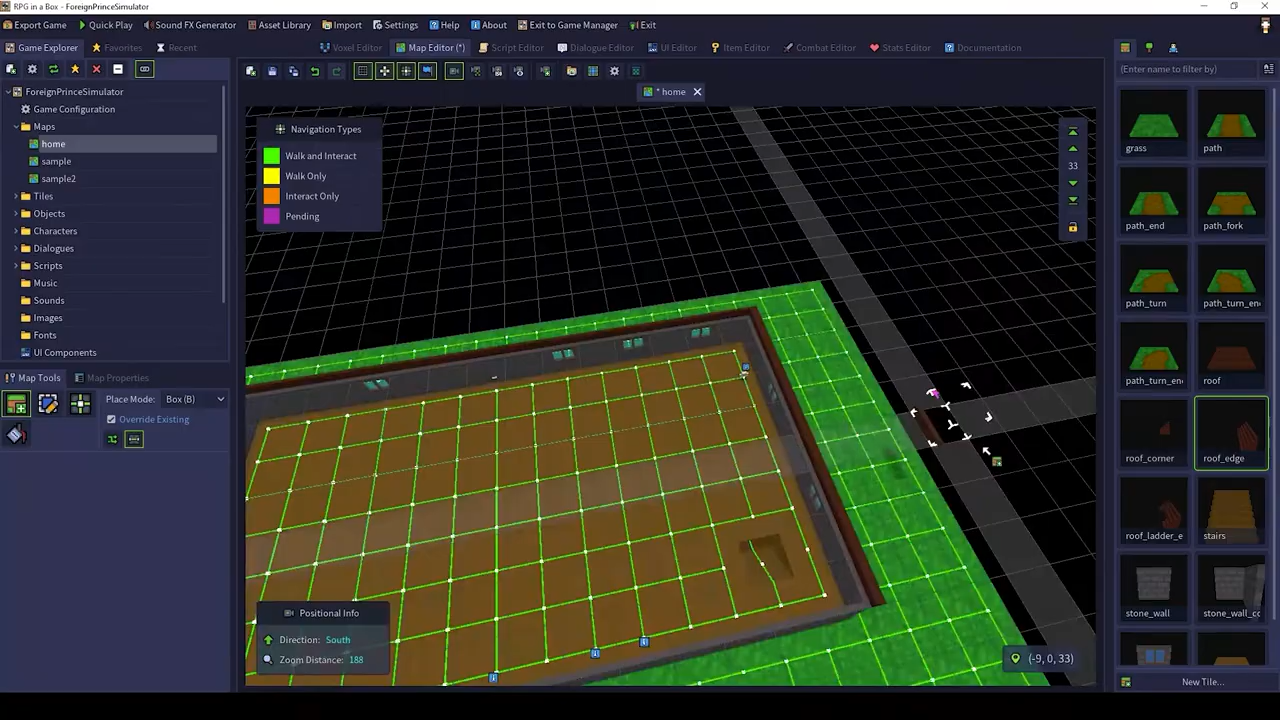 RPG in a Box - ForeignPrinceSimulator
Export Game
Quick Play
Sound FX Generator
Asset Library
Import
Settings
Help
About
Exit to Game Manager
Exit
Game Explorer
Favorites
Recent
Voxel Editor
Map Editor (*)
Script Editor
Dialogue Editor
UI Editor
Item Editor
Combat Editor
Stats Editor
Documentation
(Enter name to filter by)
* home
ForeignPrinceSimulator
Game Configuration
Maps
home
sample
sample2
Tiles
Objects
Characters
Dialogues
Scripts
Music
Sounds
Images
Fonts
UI Components
Map Tools
Map Properties
Place Mode:
Box (B)
Override Existing
Navigation Types
Walk and Interact
Walk Only
Interact Only
Pending
33
Positional Info
Direction: South
Zoom Distance: 188
(-9, 0, 33)
grass
path
path_end
path_fork
path_turn
path_turn_en
path_turn_en
roof
roof_corner
roof_edge
roof_ladder_e
stairs
stone_wall
stone_wall_co
New Tile...